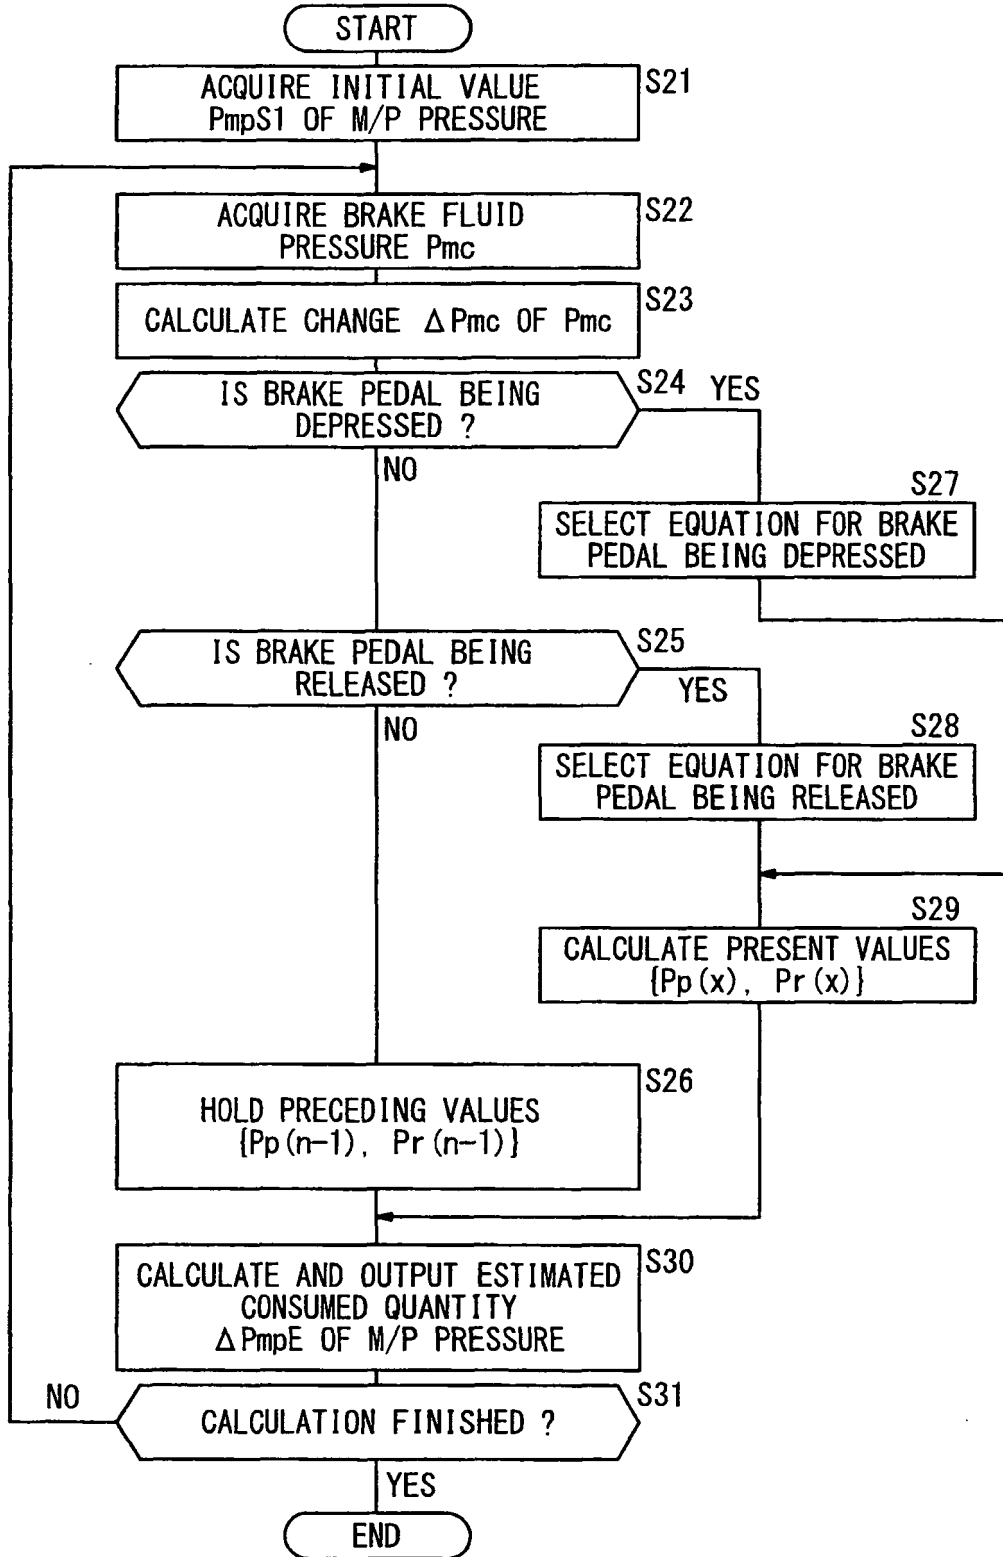 START
ACQUIRE INITIAL VALUE
PmpS1 OF M/P PRESSURE
S21
ACQUIRE BRAKE FLUID
PRESSURE Pmc
S22
CALCULATE CHANGE ΔPmc OF Pmc
S23
IS BRAKE PEDAL BEING
DEPRESSED ?
S24
YES
NO
S27
SELECT EQUATION FOR BRAKE
PEDAL BEING DEPRESSED
IS BRAKE PEDAL BEING
RELEASED ?
S25
YES
NO
S28
SELECT EQUATION FOR BRAKE
PEDAL BEING RELEASED
S29
CALCULATE PRESENT VALUES
{Pp(x), Pr(x)}
HOLD PRECEDING VALUES
{Pp(n-1), Pr(n-1)}
S26
CALCULATE AND OUTPUT ESTIMATED
CONSUMED QUANTITY
ΔPmpE OF M/P PRESSURE
S30
NO
CALCULATION FINISHED ?
S31
YES
END